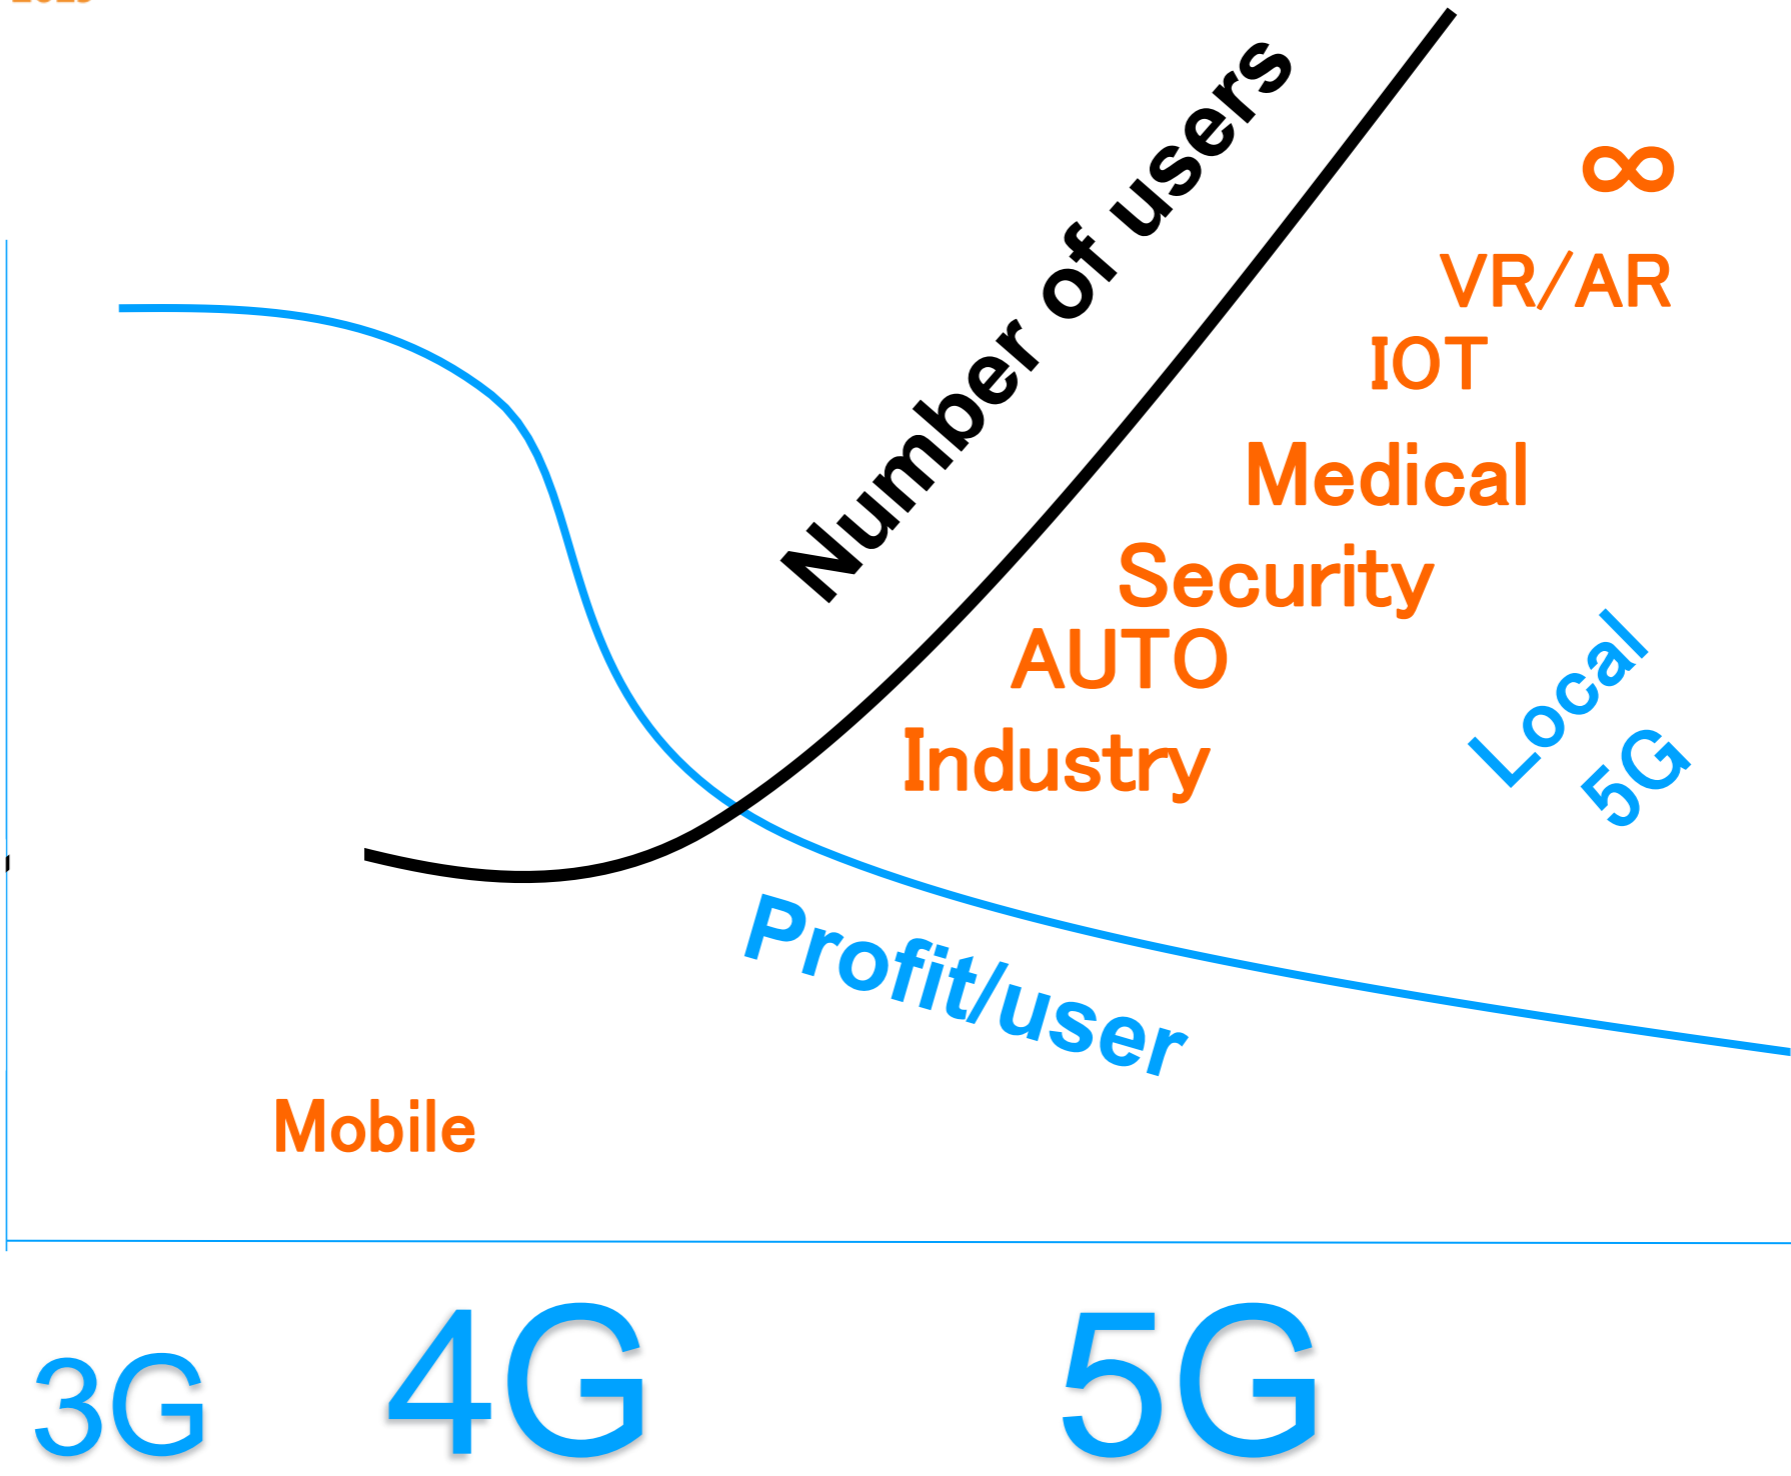 Number of users
∞
VR/AR
IOT
Medical
Security
AUTO
Industry
Local
5G
Profit/user
Mobile
3G
4G
5G